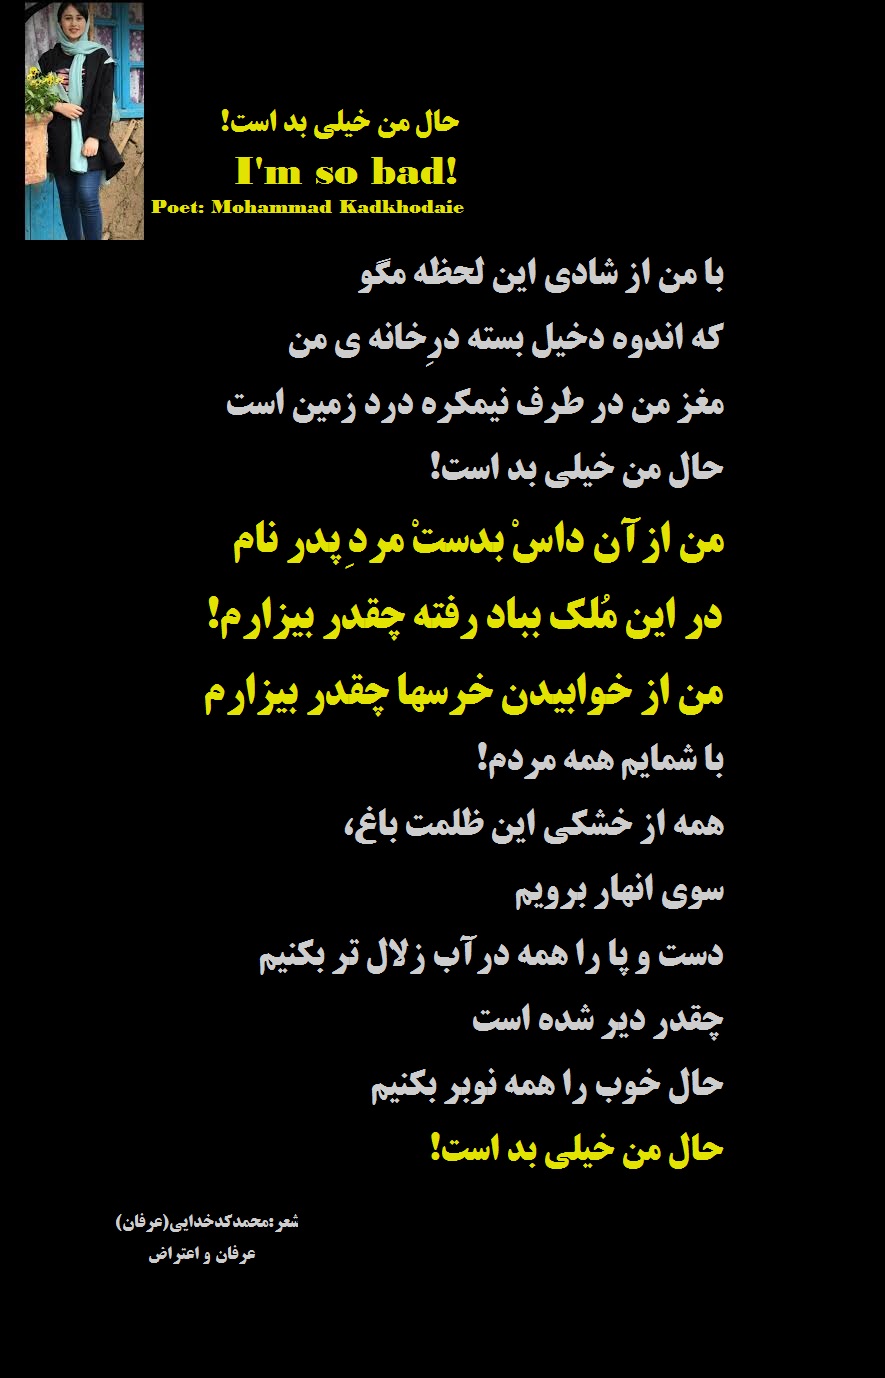 حال من خیلی بد است!
I'm so bad!
Poet: Mohammad Kadkhodaie
با من از شادی این لحظه مگو
که اندوه دخیل بسته درِخانه ی من
مغز من در طرف نیمکره درد زمین است
حال من خیلی بد است!
من ازآن داسْ بدستْ مردِپدر نام
در این مُلک بباد رفته چقدر بیزارم!
من از خوابیدن خرسها چقدر بیزارم
با شمایم همه مردم!
همه از خشکی این ظلمت باغ،
سوی انهار برویم
دست و پا را همه درآب زلال تر بکنیم
چقدر دیر شده است
حال خوب را همه نوبر بکنیم
حال من خیلی بد است!
شعر:محمدکدخدایی(عرفان)
عرفان و اعتراض